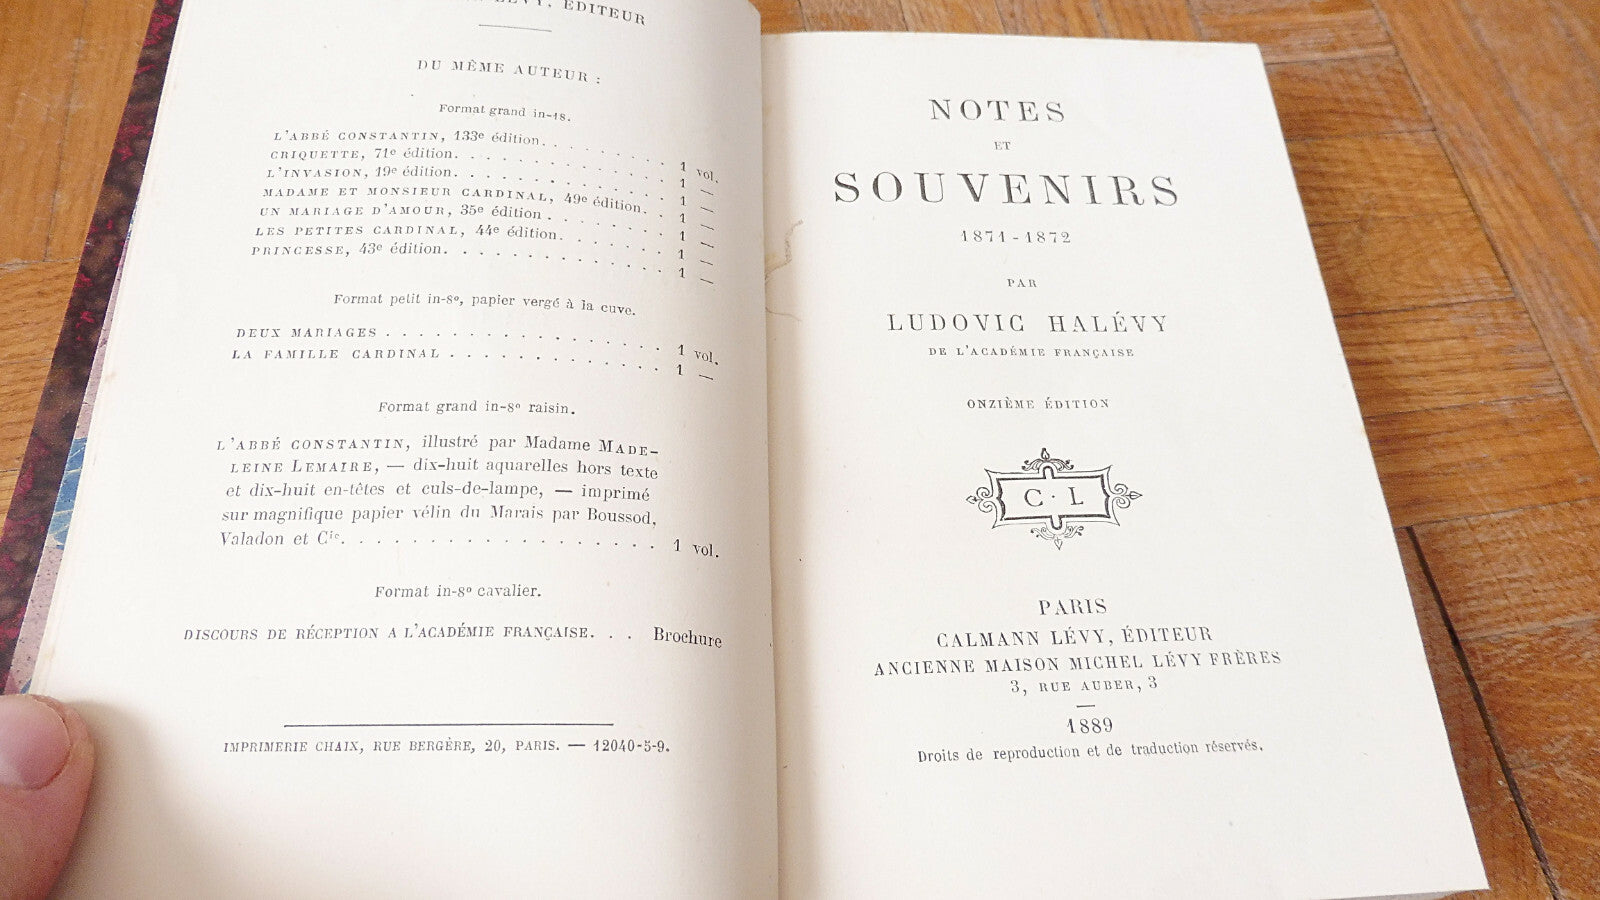 LÉVY, ÉDITEUR
DU MÊME AUTEUR :
Format grand in-18.
L'ABBÉ CONSTANTIN, 133e édition. . . . . . . . . 1 vol.
CRIQUETTE, 71e édition. . . . . . . . . . . . . 1 —
L'INVASION, 19e édition. . . . . . . . . . . . . 1 —
MADAME ET MONSIEUR CARDINAL, 49e édition. . . 1 —
UN MARIAGE D'AMOUR, 35e édition . . . . . . . . 1 —
LES PETITES CARDINAL, 44e édition. . . . . . . . 1 —
PRINCESSE, 43e édition. . . . . . . . . . . . . 1 —
Format petit in-8o, papier vergé à la cuve.
DEUX MARIAGES . . . . . . . . . . . . . . . . . 1 vol.
LA FAMILLE CARDINAL . . . . . . . . . . . . . . 1 —
Format grand in-8o raisin.
L'ABBÉ CONSTANTIN, illustré par Madame MADE-
LEINE LEMAIRE, — dix-huit aquarelles hors texte
et dix-huit en-têtes et culs-de-lampe, — imprimé
sur magnifique papier vélin du Marais par Boussod,
Valadon et Cie. . . . . . . . . . . . . . . . . . 1 vol.
Format in-8o cavalier.
DISCOURS DE RÉCEPTION A L'ACADÉMIE FRANÇAISE. . . Brochure
IMPRIMERIE CHAIX, RUE BERGÈRE, 20, PARIS. — 12040-5-9.
NOTES
ET
SOUVENIRS
1871-1872
PAR
LUDOVIC HALÉVY
DE L'ACADÉMIE FRANÇAISE
ONZIÈME ÉDITION
C · L
PARIS
CALMANN LÉVY, ÉDITEUR
ANCIENNE MAISON MICHEL LÉVY FRÈRES
3, RUE AUBER, 3
—
1889
Droits de reproduction et de traduction réservés.